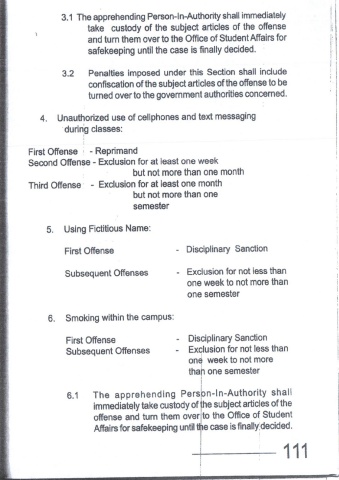 3.1 The apprehending Person-In-Authority shall immediately
take custody of the subject articles of the offense
and turn them over to the Office of Student Affairs for
safekeeping until the case is finally decided.
3.2 Penalties imposed under this Section shall include
confiscation of the subject articles of the offense to be
turned over to the government authorities concerned.
4. Unauthorized use of cellphones and text messaging
during classes:
First Offense - Reprimand
Second Offense - Exclusion for at least one week
but not more than one month
Third Offense - Exclusion for at least one month
but not more than one
semester
5. Using Fictitious Name:
First Offense - Disciplinary Sanction
Subsequent Offenses - Exclusion for not less than
one week to not more than
one semester
6. Smoking within the campus:
First Offense - Disciplinary Sanction
Subsequent Offenses - Exclusion for not less than
one week to not more
than one semester
6.1 The apprehending Person-In-Authority shall
immediately take custody of the subject articles of the
offense and turn them over to the Office of Student
Affairs for safekeeping until the case is finally decided.
111